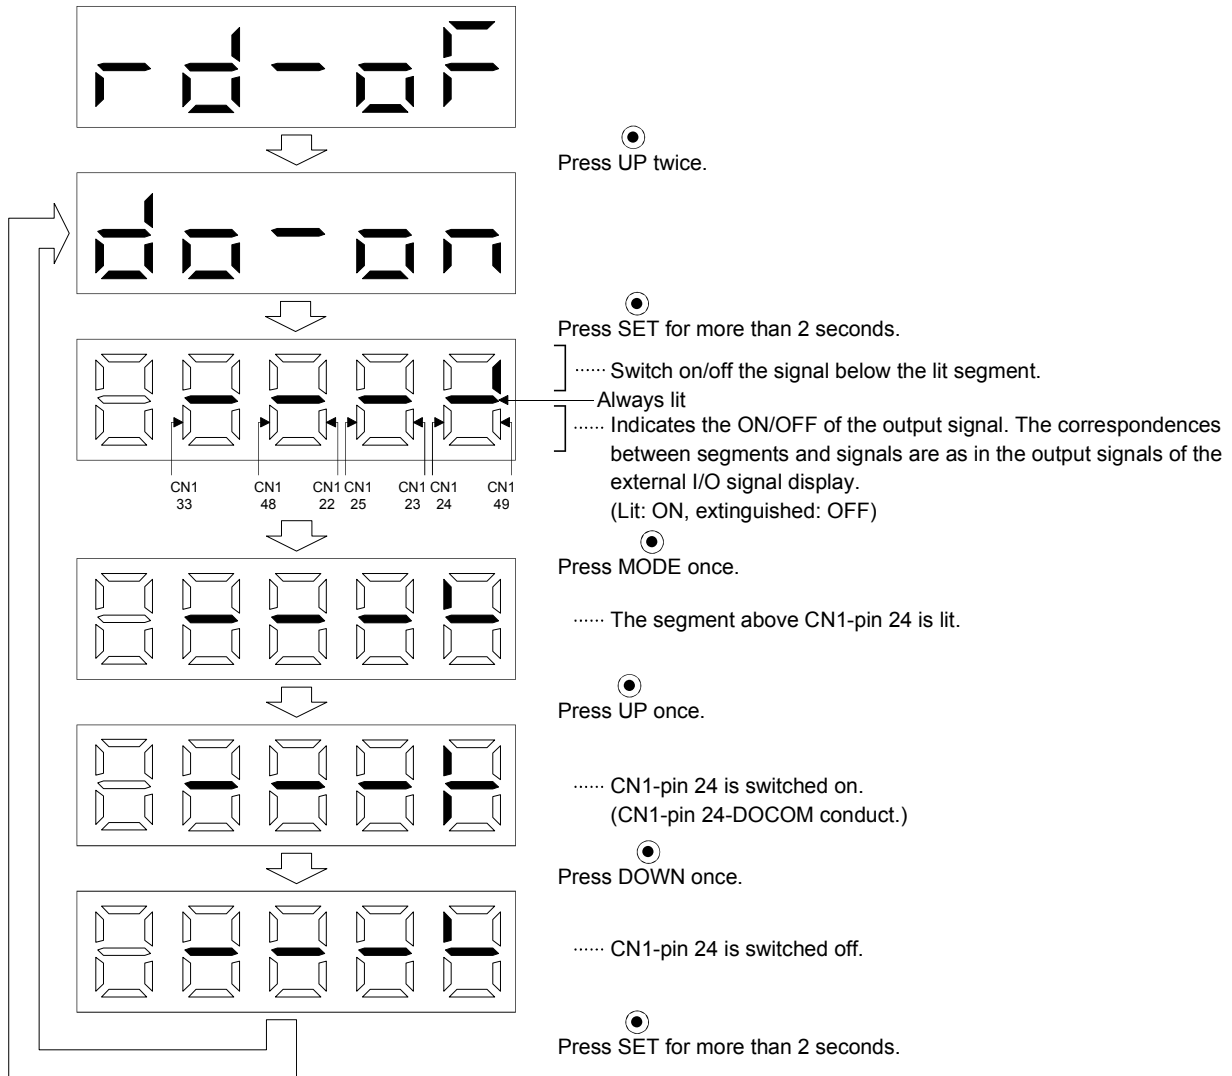 rd-oF
Press UP twice.
do-on
Press SET for more than 2 seconds.
······ Switch on/off the signal below the lit segment.
Always lit
······ Indicates the ON/OFF of the output signal. The correspondences
between segments and signals are as in the output signals of the
external I/O signal display.
(Lit: ON, extinguished: OFF)
CN1 CN1 CN1 CN1 CN1 CN1 CN1
33 48 22 25 23 24 49
Press MODE once.
······ The segment above CN1-pin 24 is lit.
Press UP once.
······ CN1-pin 24 is switched on.
(CN1-pin 24-DOCOM conduct.)
Press DOWN once.
······ CN1-pin 24 is switched off.
Press SET for more than 2 seconds.